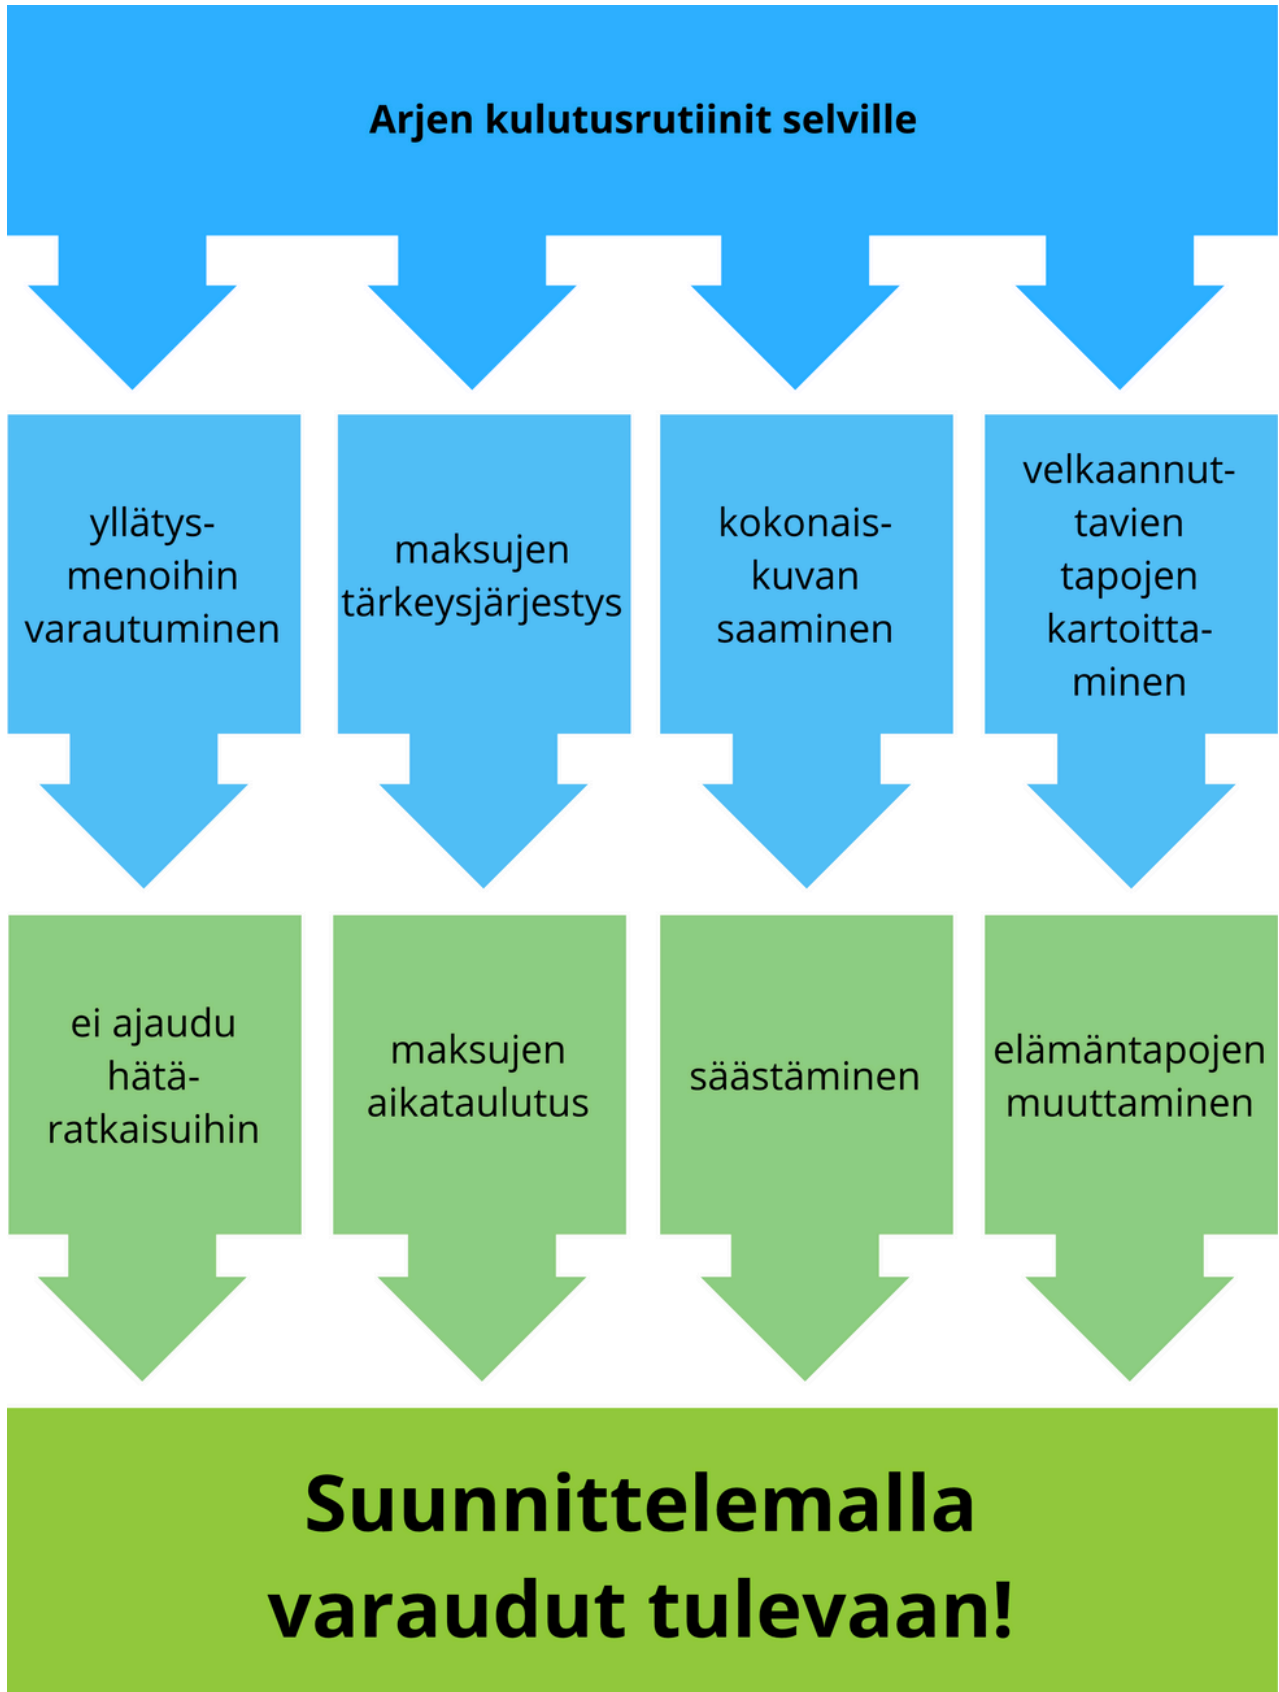 Arjen kulutusrutiinit selville
yllätys-
menoihin
varautuminen
maksujen
tärkeysjärjestys
kokonais-
kuvan
saaminen
velkaannut-
tavien
tapojen
kartoitta-
minen
ei ajaudu
hätä-
ratkaisuihin
maksujen
aikataulutus
säästäminen
elämäntapojen
muuttaminen
Suunnittelemalla
varaudut tulevaan!